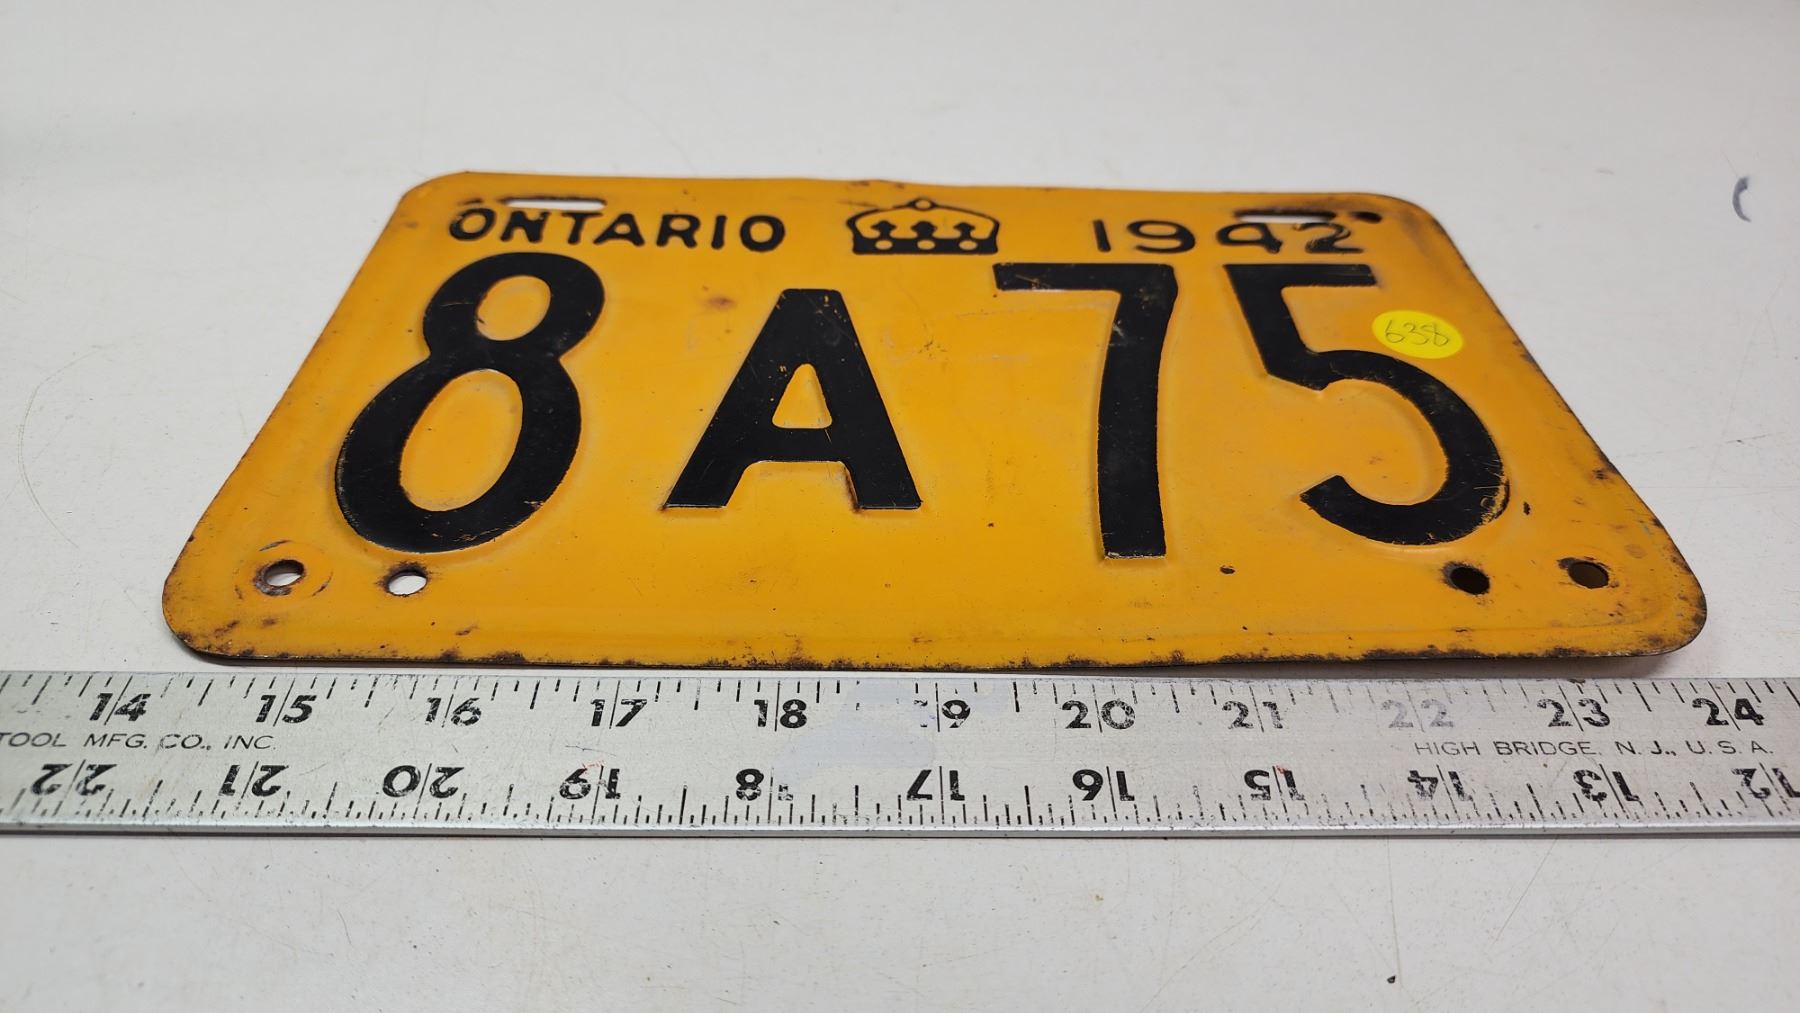 ONTARIO 1942
8A75
638
14 15 16 17 18 19 20 21 22 23 24
TOOL MFG. CO., INC. HIGH BRIDGE, N.J., U.S.A.
22 21 20 19 18 17 16 15 14 13 12